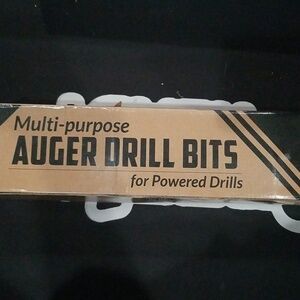 Multi-purpose
AUGER DRILL BITS
for Powered Drills